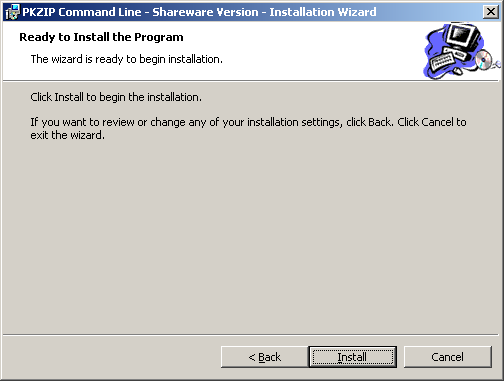 PKZIP Command Line - Shareware Version - Installation Wizard
Ready to Install the Program
The wizard is ready to begin installation.
Click Install to begin the installation.
If you want to review or change any of your installation settings, click Back. Click Cancel to
exit the wizard.
< Back
Install
Cancel